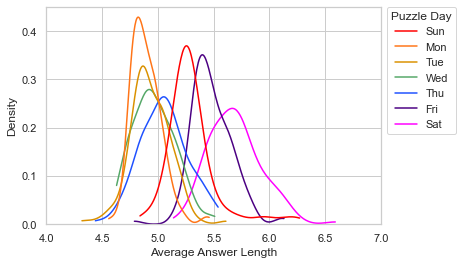 Puzzle Day
Sun
Mon
Tue
Wed
Thu
Fri
Sat
Density
0.4
0.3
0.2
0.1
0.0
4.0 4.5 5.0 5.5 6.0 6.5 7.0
Average Answer Length